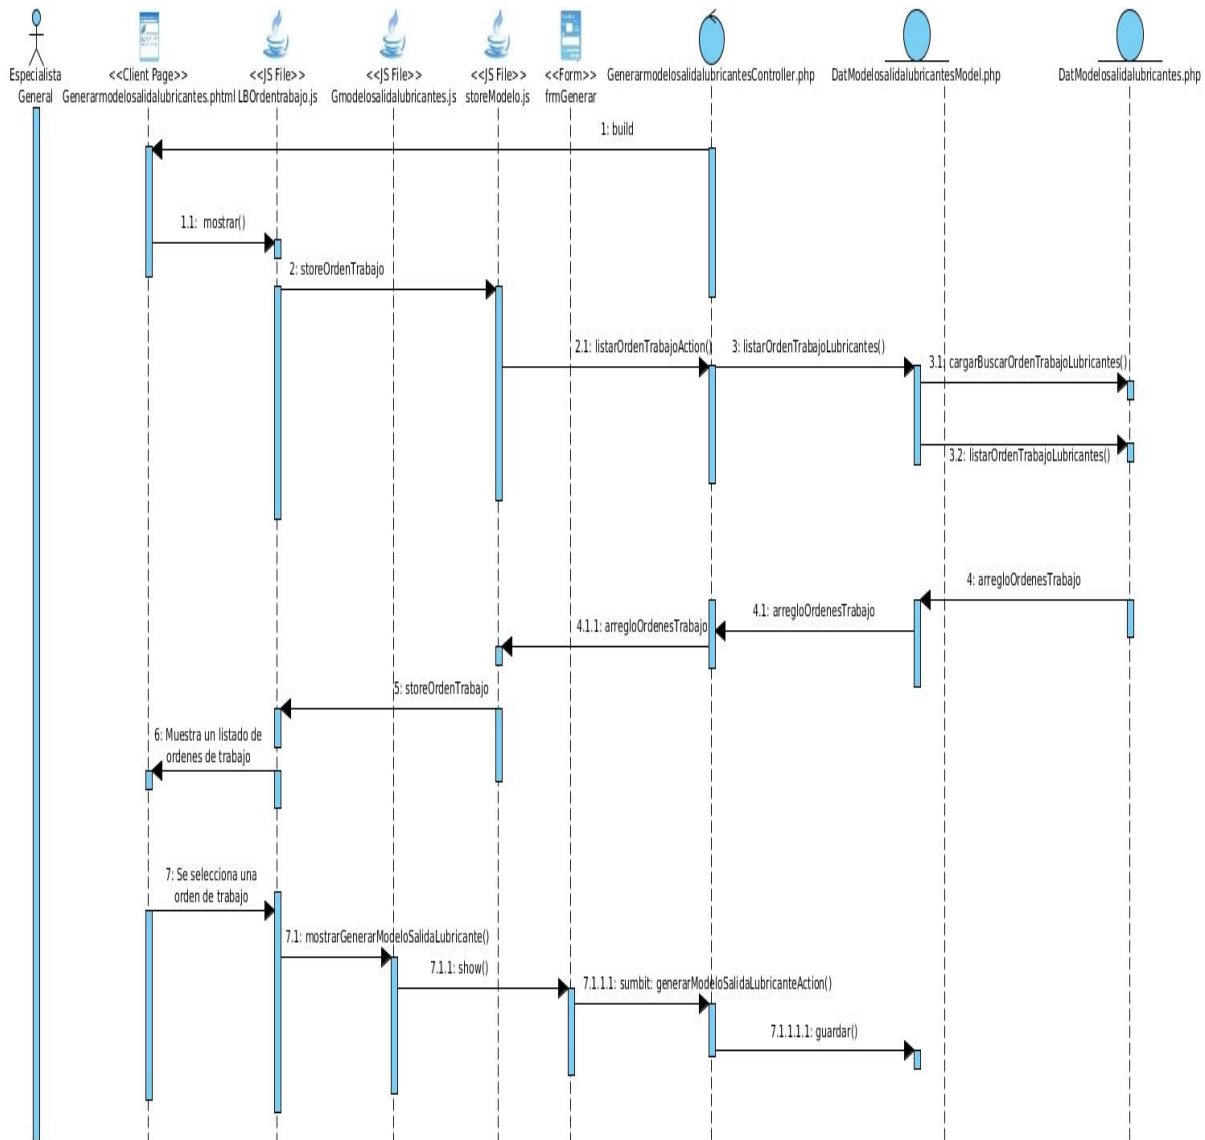 Especialista
General
<<Client Page>>
Generarmodelosalidalubricantes.phtml
<<JS File>>
LBOrdentrabajo.js
<<JS File>>
Gmodelosalidalubricantes.js
<<JS File>>
storeModelo.js
<<Form>>
frmGenerar
GenerarmodelosalidalubricantesController.php
DatModelosalidalubricantesModel.php
DatModelosalidalubricantes.php
1: build
1.1: mostrar()
2: storeOrdenTrabajo
2.1: listarOrdenTrabajoAction()
3: listarOrdenTrabajoLubricantes()
3.1: cargarBuscarOrdenTrabajoLubricantes()
3.2: listarOrdenTrabajoLubricantes()
4: arregloOrdenesTrabajo
4.1: arregloOrdenesTrabajo
4.1.1: arregloOrdenesTrabajo
5: storeOrdenTrabajo
6: Muestra un listado de
ordenes de trabajo
7: Se selecciona una
orden de trabajo
7.1: mostrarGenerarModeloSalidaLubricante()
7.1.1: show()
7.1.1.1: sumbit: generarModeloSalidaLubricanteAction()
7.1.1.1.1: guardar()